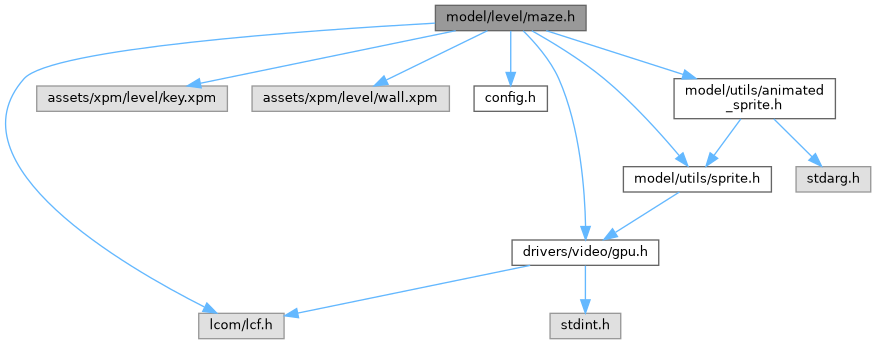 model/level/maze.h
assets/xpm/level/key.xpm
assets/xpm/level/wall.xpm
config.h
model/utils/animated
_sprite.h
model/utils/sprite.h
stdarg.h
drivers/video/gpu.h
lcom/lcf.h
stdint.h